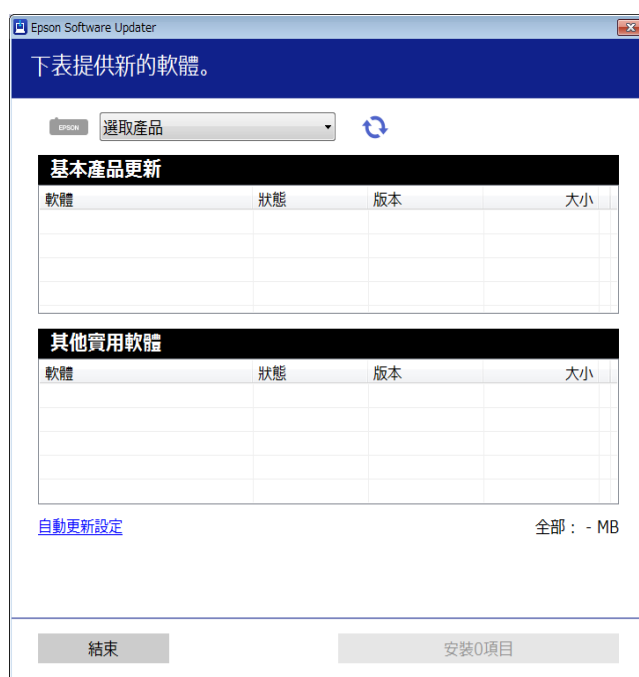 Epson Software Updater
下表提供新的軟體。
EPSON
選取產品
基本產品更新
軟體 狀態 版本 大小
其他實用軟體
軟體 狀態 版本 大小
自動更新設定 全部： - MB
結束 安裝0項目